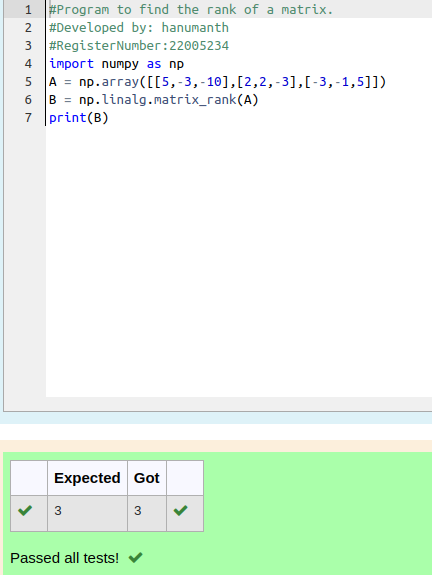 1 #Program to find the rank of a matrix.
2 #Developed by: hanumanth
3 #RegisterNumber:22005234
4 import numpy as np
5 A = np.array([[5,-3,-10],[2,2,-3],[-3,-1,5]])
6 B = np.linalg.matrix_rank(A)
7 print(B)
Expected Got
3 3
Passed all tests!